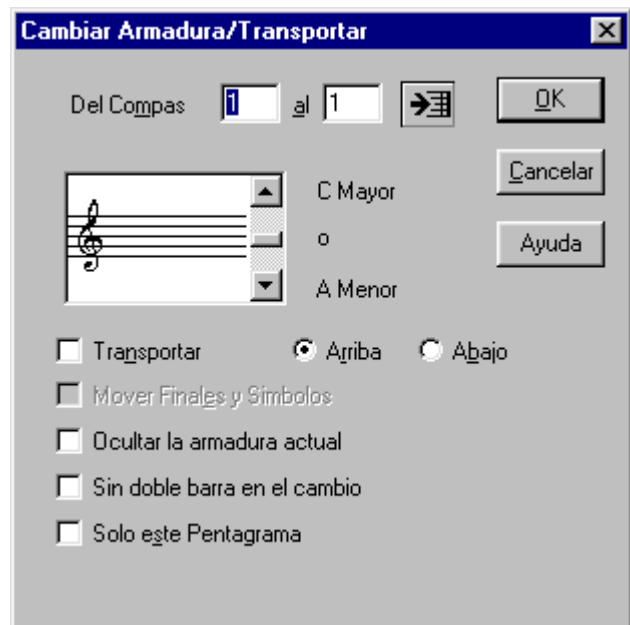 Cambiar Armadura/Transportar
Del Compas 1 al 1
OK
Cancelar
C Mayor
o
Ayuda
A Menor
Transportar Arriba Abajo
Mover Finales y Simbolos
Ocultar la armadura actual
Sin doble barra en el cambio
Solo este Pentagrama